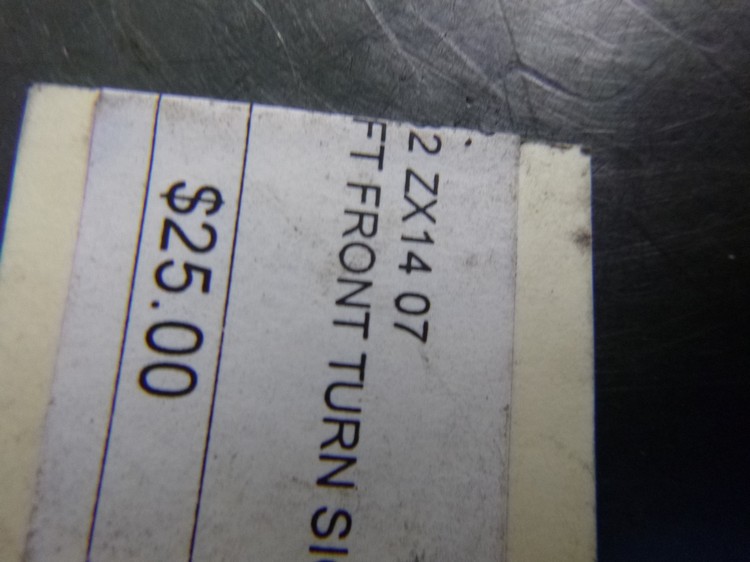 2 ZX14 07
FT FRONT TURN SI
$25.00